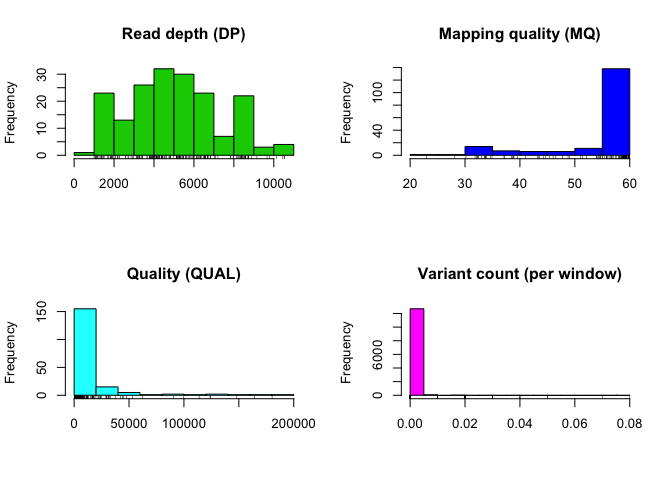 Read depth (DP)
Frequency
0 10 20 30
0 2000 6000 10000
Mapping quality (MQ)
Frequency
0 40 100
20 30 40 50 60
Quality (QUAL)
Frequency
0 50 150
0 50000 100000 200000
Variant count (per window)
Frequency
0 6000
0.00 0.02 0.04 0.06 0.08